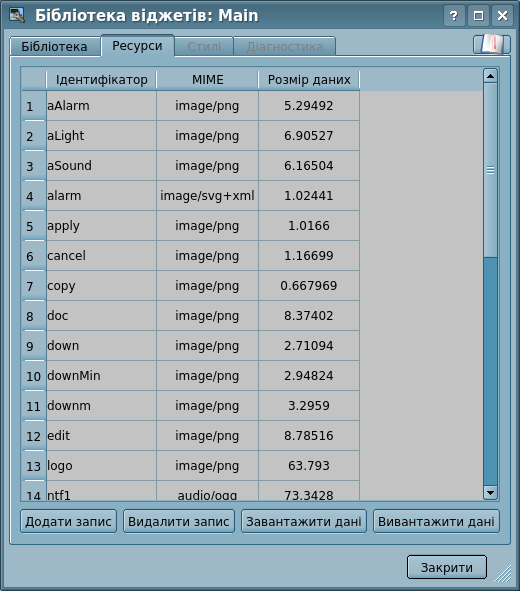 Бібліотека віджетів: Main
Бібліотека Ресурси Стилі Діагностика
Ідентифікатор MIME Розмір даних
1 aAlarm image/png 5.29492
2 aLight image/png 6.90527
3 aSound image/png 6.16504
4 alarm image/svg+xml 1.02441
5 apply image/png 1.0166
6 cancel image/png 1.16699
7 copy image/png 0.667969
8 doc image/png 8.37402
9 down image/png 2.71094
10 downMin image/png 2.94824
11 downm image/png 3.2959
12 edit image/png 8.78516
13 logo image/png 63.793
14 ntf1 audio/ogg 73.3428
Додати запис Видалити запис Завантажити дані Вивантажити дані
Закрити